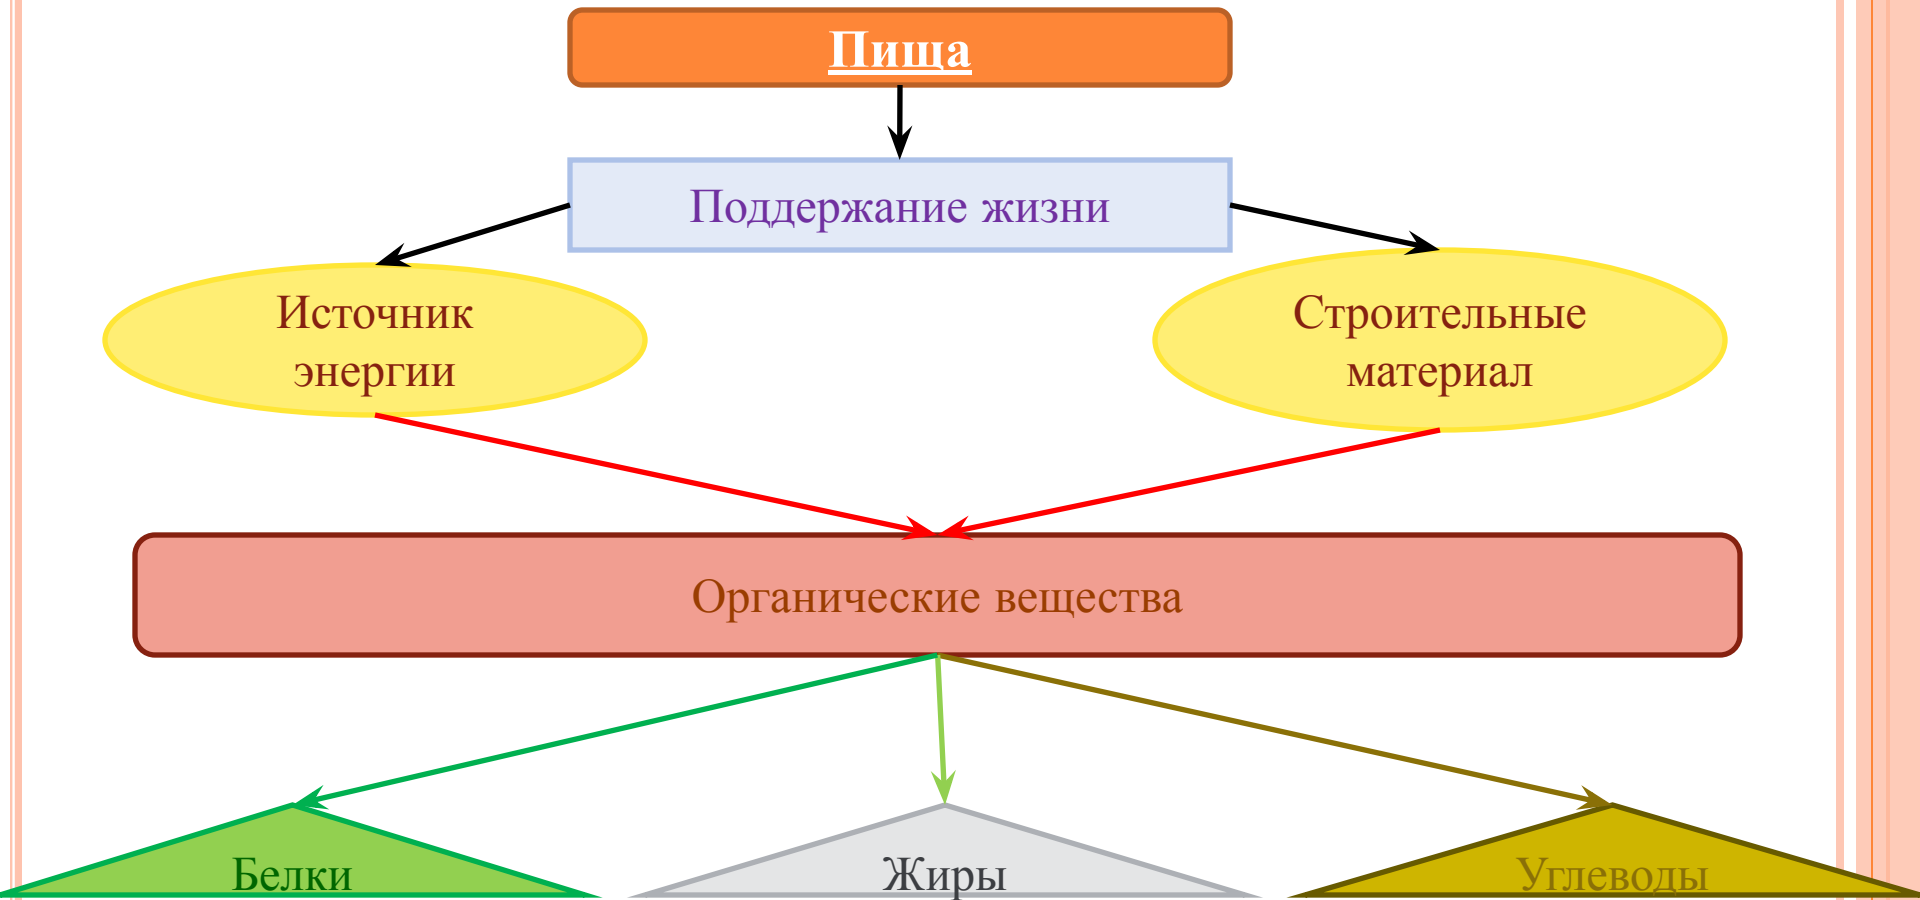 Пища
Поддержание жизни
Источник
энергии
Строительные
материал
Органические вещества
Белки
Жиры
Углеводы